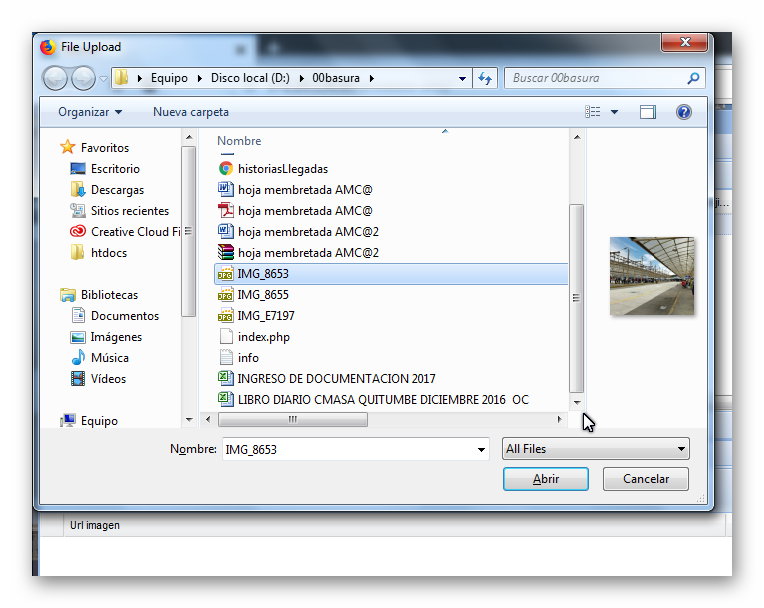 File Upload
Equipo Disco local (D:) 00basura
Buscar 00basura
Organizar Nueva carpeta
Favoritos
Escritorio
Descargas
Sitios recientes
Creative Cloud Fi
htdocs
Bibliotecas
Documentos
Imágenes
Música
Vídeos
Equipo
Nombre
historiasLlegadas
hoja membretada AMC@
hoja membretada AMC@
hoja membretada AMC@2
hoja membretada AMC@2
IMG_8653
IMG_8655
IMG_E7197
index.php
info
INGRESO DE DOCUMENTACION 2017
LIBRO DIARIO CMASA QUITUMBE DICIEMBRE 2016 OC
Nombre: IMG_8653
All Files
Abrir Cancelar
Url imagen